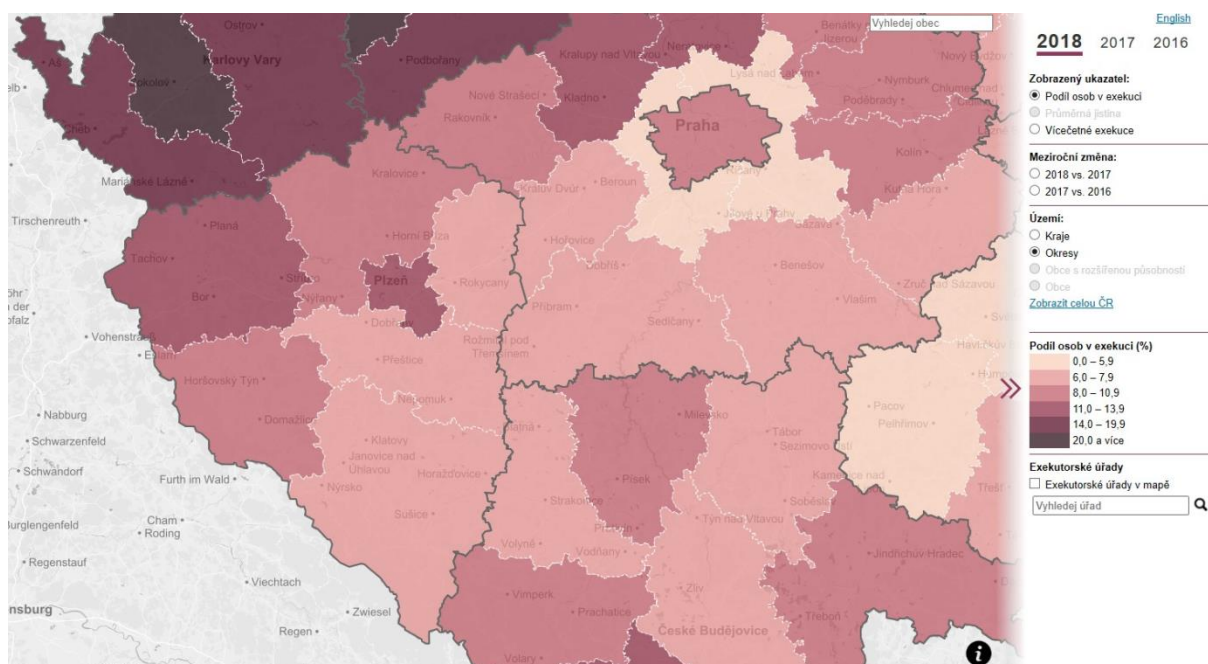 Vyhledej obec
English
2018 2017 2016
Zobrazený ukazatel:
Podíl osob v exekuci
Průměrná jistina
Vícečetné exekuce
Meziroční změna:
2018 vs. 2017
2017 vs. 2016
Území:
Kraje
Okresy
Obce s rozšířenou působností
Obce
Zobrazit celou ČR
Podíl osob v exekuci (%)
0,0 – 5,9
6,0 – 7,9
8,0 – 10,9
11,0 – 13,9
14,0 – 19,9
20,0 a více
Exekutorské úřady
Exekutorské úřady v mapě
Vyhledej úřad
Ostrov
Karlovy Vary
Aš
Podbořany
Kralupy nad Vltavou
Nové Strašecí
Kladno
Lysá nad Labem
Nymburk
Poděbrady
Rakovník
Praha
Cheb
Kolín
Mariánské Lázně
Kralovice
Králův Dvůr
Beroun
Říčany
Kutná Hora
Tirschenreuth
Planá
Horní Bříza
Hořovice
Sázava
Tachov
Stříbro
Plzeň
Rokycany
Dobříš
Benešov
Bor
Nýřany
Příbram
Vlašim
Zruč nad Sázavou
Dobřany
Sedlčany
Rožmitál pod
Třemšínem
Přeštice
Horšovský Týn
Nepomuk
Milevsko
Pacov
Pelhřimov
Nabburg
Domažlice
Tábor
Sezimovo Ústí
Schwarzenfeld
Klatovy
Janovice nad
Úhlavou
Horažďovice
Schwandorf
Furth im Wald
Nýrsko
Strakonice
Písek
Soběslav
Sušice
Týn nad Vltavou
Cham
Roding
Volyně
Vodňany
Jindřichův Hradec
Regenstauf
Viechtach
Vimperk
Prachatice
Zliv
Třeboň
Zwiesel
Regen
České Budějovice
Volary